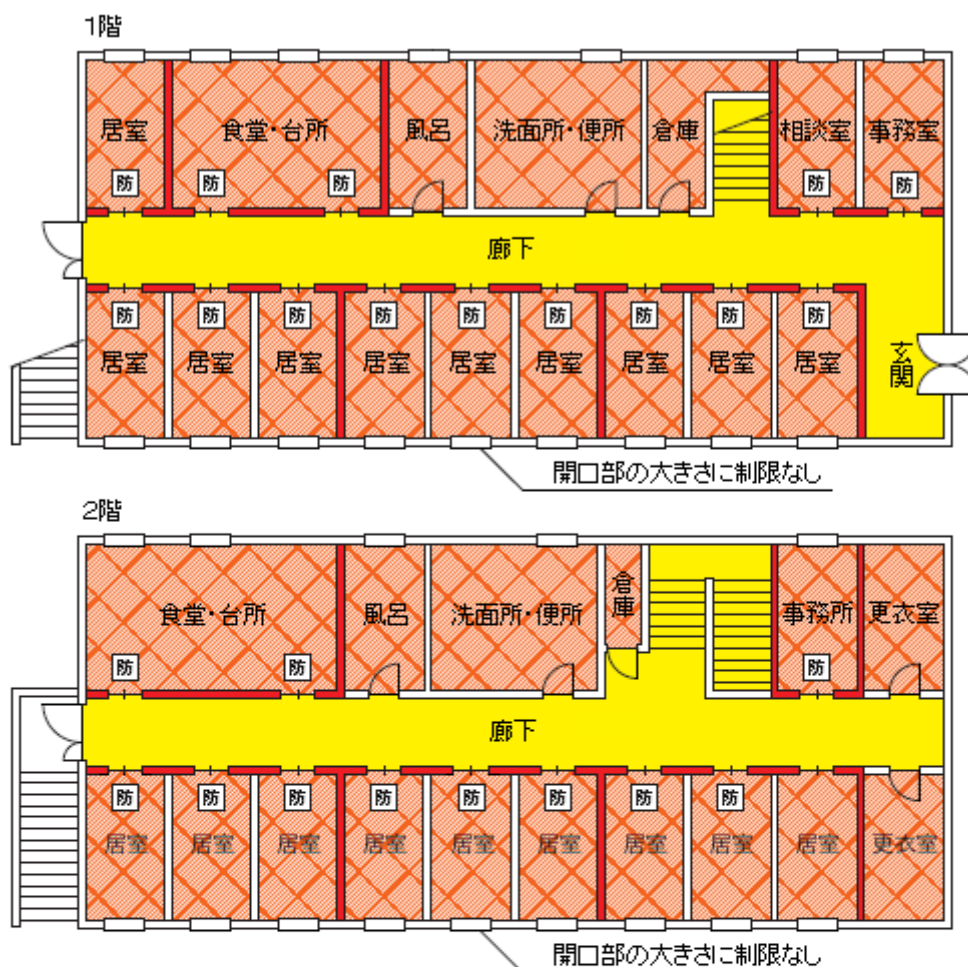 1階
居室 食堂・台所 風呂 洗面所・便所 倉庫 相談室 事務室
防 防 防 防 防
廊下
防 防 防 防 防 防 防 防 防
居室 居室 居室 居室 居室 居室 居室 居室 居室 玄関
開口部の大きさに制限なし
2階
食堂・台所 風呂 洗面所・便所 倉庫 事務所 更衣室
防 防 防
廊下
防 防 防 防 防 防 防 防
居室 居室 居室 居室 居室 居室 居室 居室 居室 更衣室
開口部の大きさに制限なし